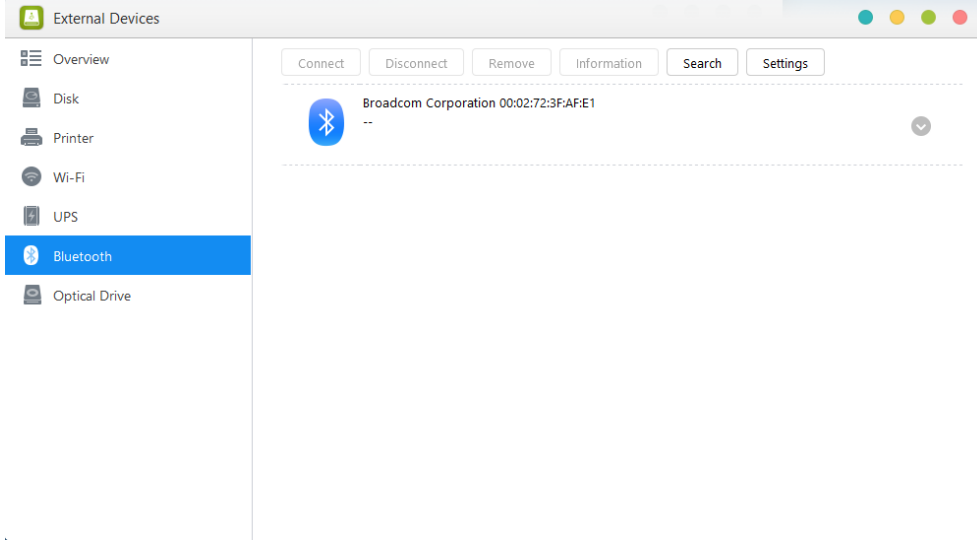 External Devices
Overview
Disk
Printer
Wi-Fi
UPS
Bluetooth
Optical Drive
Connect Disconnect Remove Information Search Settings
Broadcom Corporation 00:02:72:3F:AF:E1
--